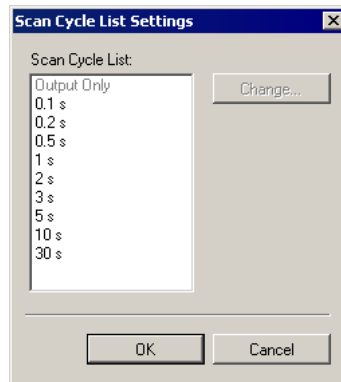 Scan Cycle List Settings
Scan Cycle List:
Output Only
0.1 s
0.2 s
0.5 s
1 s
2 s
3 s
5 s
10 s
30 s
Change...
OK
Cancel